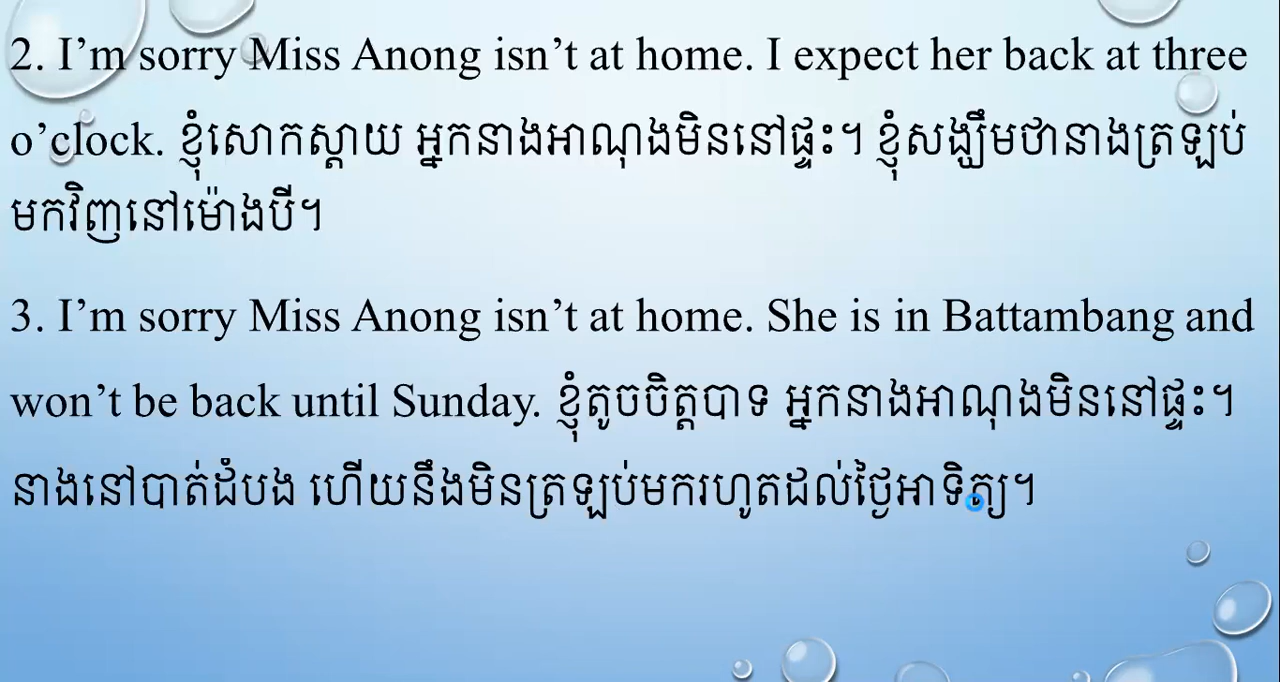 2. I’m sorry Miss Anong isn’t at home. I expect her back at three
o’clock. ខ្ញុំសោកស្ដាយ អ្នកនាងអាណុងមិននៅផ្ទះ។ ខ្ញុំសង្ឃឹមថានាងត្រឡប់
មកវិញនៅម៉ោងបី។
3. I’m sorry Miss Anong isn’t at home. She is in Battambang and
won’t be back until Sunday. ខ្ញុំតូចចិត្តបាទ អ្នកនាងអាណុងមិននៅផ្ទះ។
នាងនៅបាត់ដំបង ហើយនឹងមិនត្រឡប់មករហូតដល់ថ្ងៃអាទិត្យ។